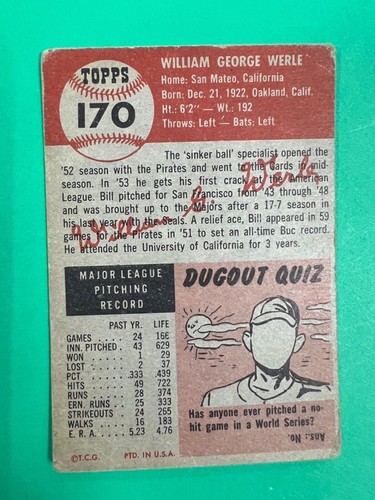 TOPPS
170
WILLIAM GEORGE WERLE
Home: San Mateo, California
Born: Dec. 21, 1922, Oakland, Calif.
Ht.: 6'2" — Wt.: 192
Throws: Left — Bats: Left
The 'sinker ball' specialist opened the
'52 season with the Pirates and went to the Cards in mid-
season. In '53 he gets his first crack at the American
League. Bill pitched for San Francisco from '43 through '48
and was brought up to the Majors after a 17-7 season in
his last year with the Seals. A relief ace, Bill appeared in 59
games for the Pirates in '51 to set an all-time Buc record.
He attended the University of California for 3 years.
William G. Werle
MAJOR LEAGUE
PITCHING
RECORD
PAST YR. LIFE
GAMES 24 166
INN. PITCHED 43 629
WON 1 29
LOST 2 37
PCT. .333 .439
HITS 49 722
RUNS 28 374
ERN. RUNS 25 333
STRIKEOUTS 24 265
WALKS 16 183
E.R.A. 5.23 4.76
©T.C.G. PTD. IN U.S.A.
DUGOUT QUIZ
Has anyone ever pitched a no-
hit game in a World Series?
Ans.: No.